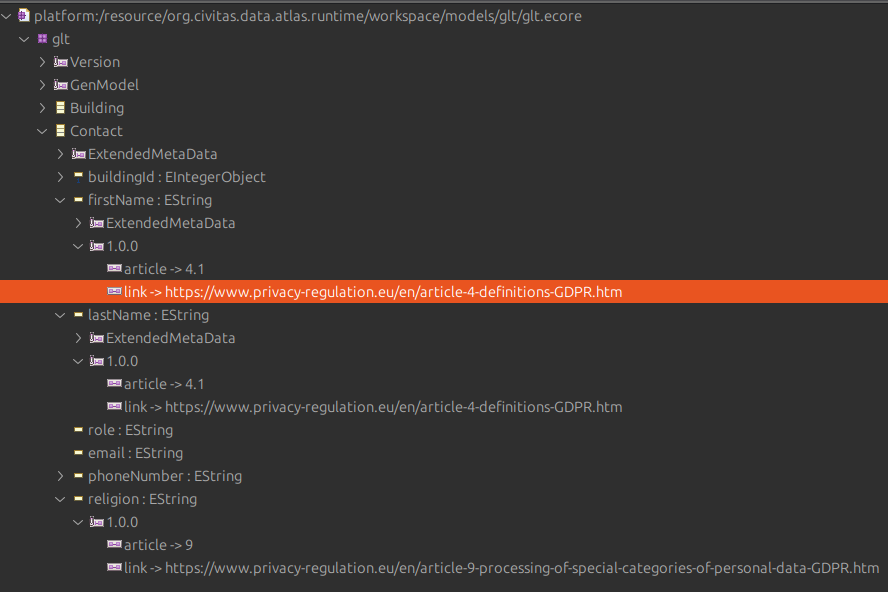 platform:/resource/org.civitas.data.atlas.runtime/workspace/models/glt/glt.ecore
glt
Version
GenModel
Building
Contact
ExtendedMetaData
buildingId : EIntegerObject
firstName : EString
ExtendedMetaData
1.0.0
article -> 4.1
link -> https://www.privacy-regulation.eu/en/article-4-definitions-GDPR.htm
lastName : EString
ExtendedMetaData
1.0.0
article -> 4.1
link -> https://www.privacy-regulation.eu/en/article-4-definitions-GDPR.htm
role : EString
email : EString
phoneNumber : EString
religion : EString
1.0.0
article -> 9
link -> https://www.privacy-regulation.eu/en/article-9-processing-of-special-categories-of-personal-data-GDPR.htm